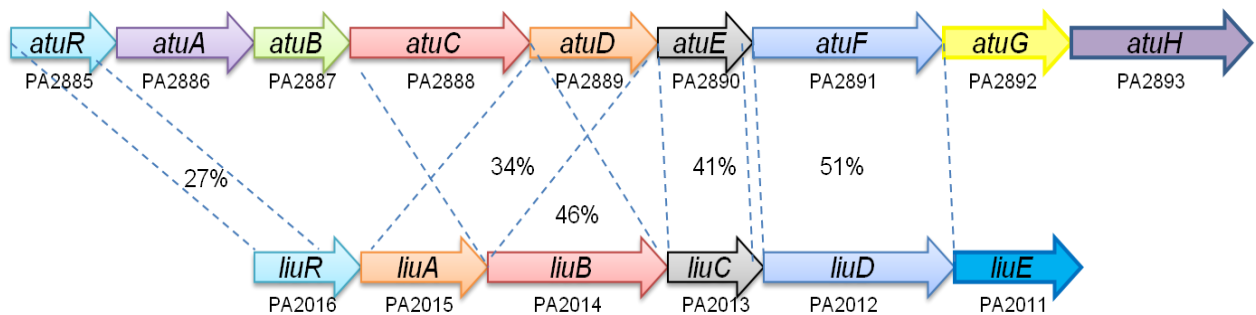 atuR atuA atuB atuC atuD atuE atuF atuG atuH
PA2885 PA2886 PA2887 PA2888 PA2889 PA2890 PA2891 PA2892 PA2893
27% 34% 41% 51%
46%
liuR liuA liuB liuC liuD liuE
PA2016 PA2015 PA2014 PA2013 PA2012 PA2011